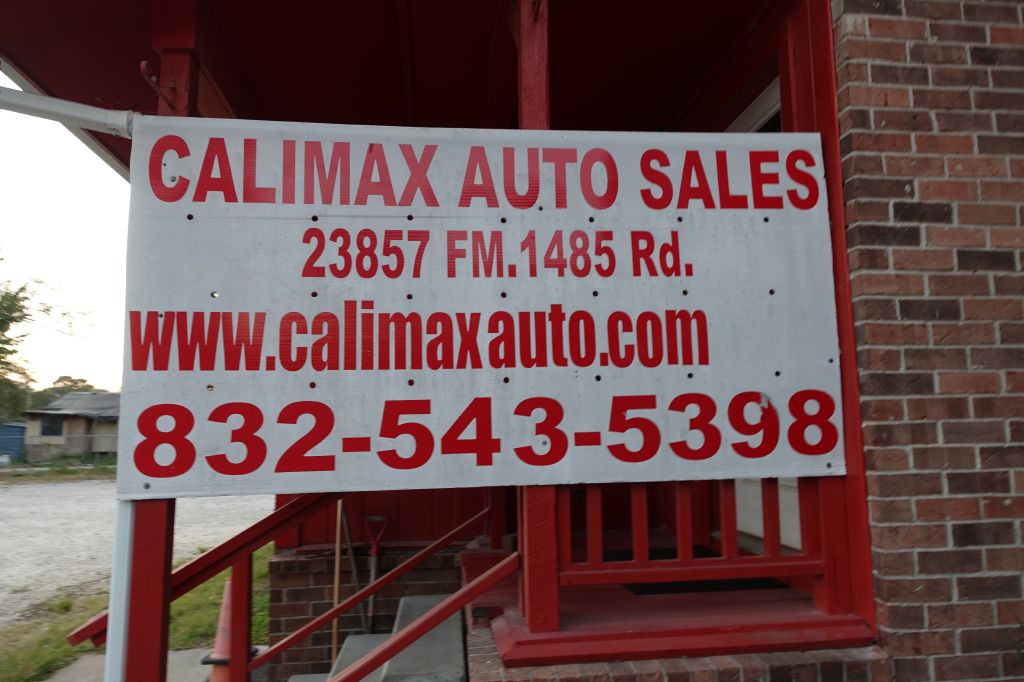 CALIMAX AUTO SALES
23857 FM.1485 Rd.
www.calimaxauto.com
832-543-5398